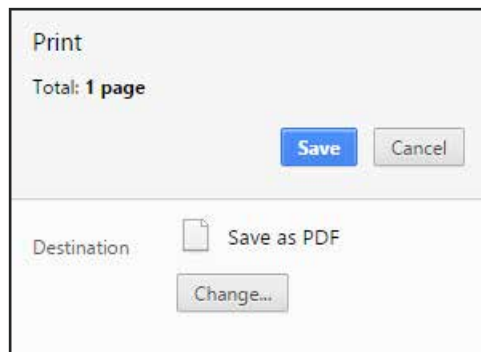 Print
Total: 1 page
Save Cancel
Destination Save as PDF
Change...